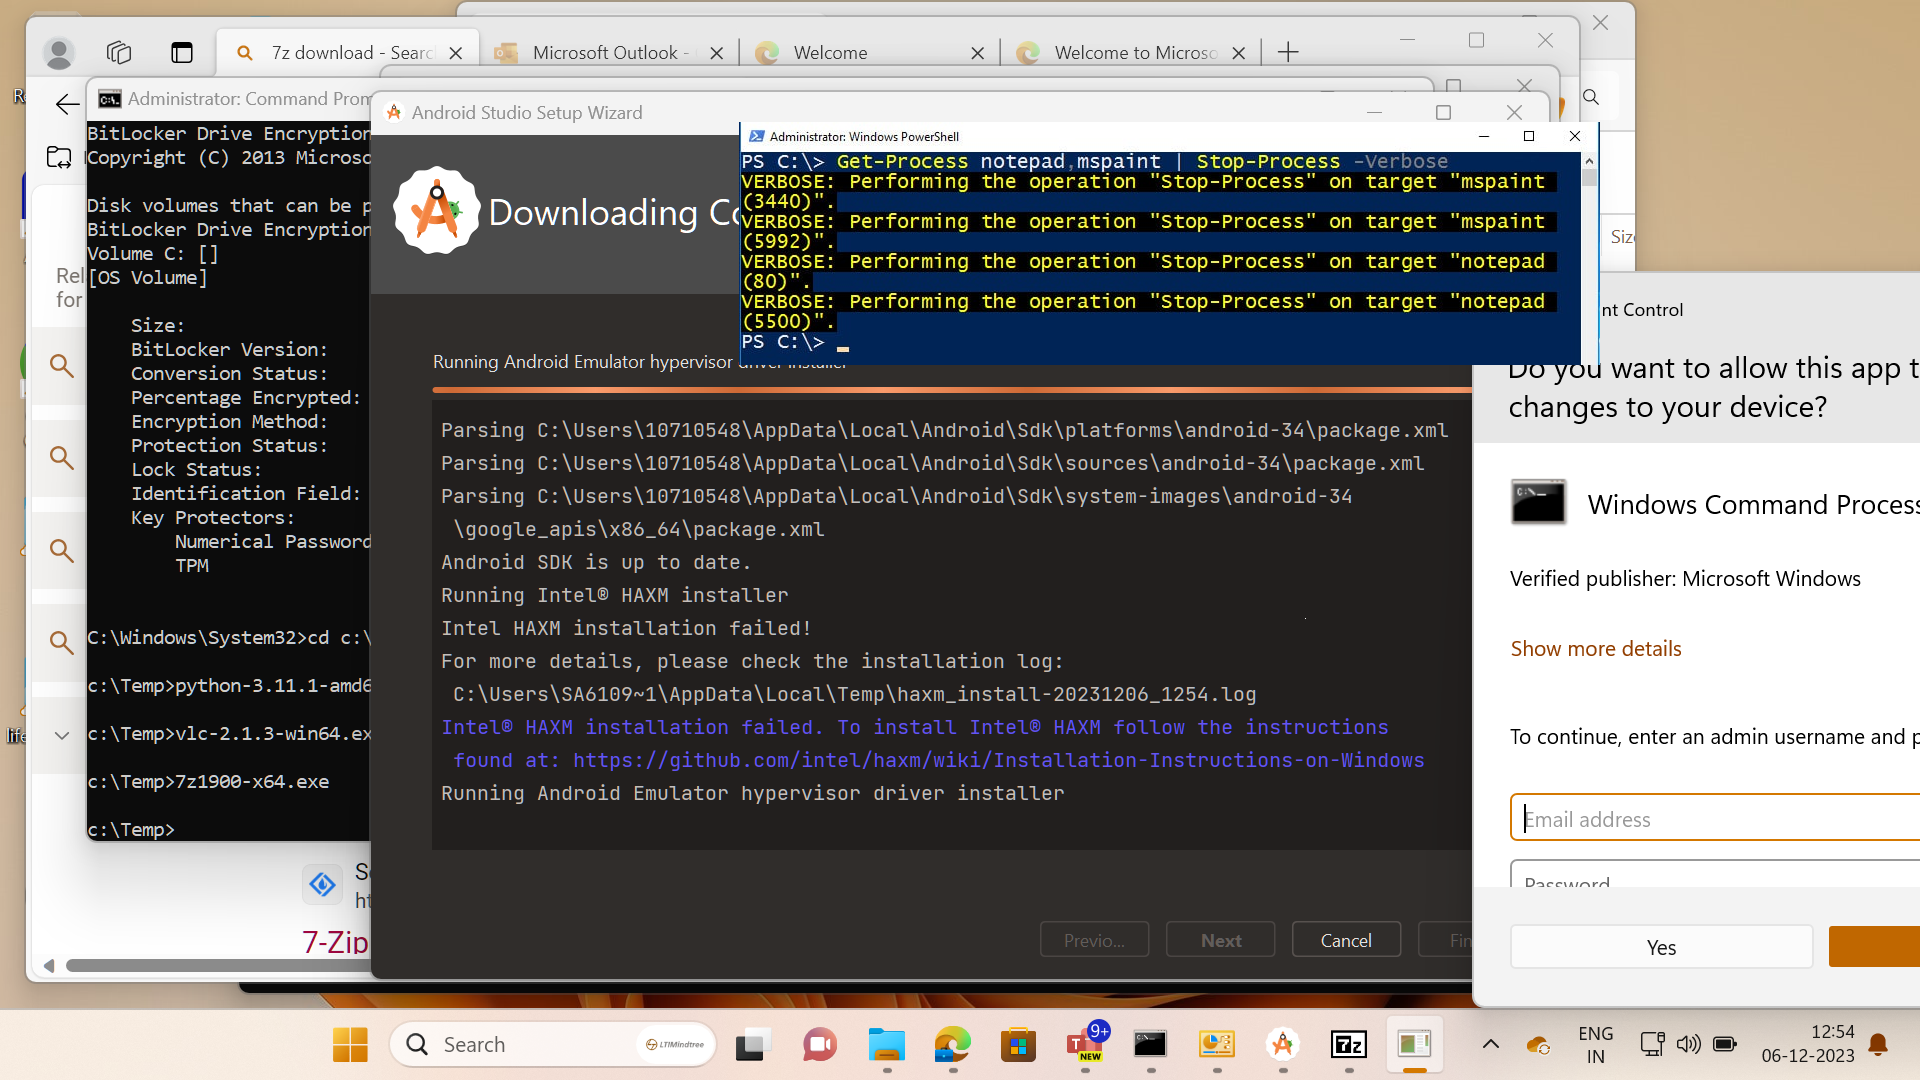 7z download - Searc
Microsoft Outlook -
Welcome
Welcome to Microso
Administrator: Command Prom
BitLocker Drive Encryption
Copyright (C) 2013 Microso
Disk volumes that can be p
BitLocker Drive Encryption
Volume C: []
[OS Volume]
Size:
BitLocker Version:
Conversion Status:
Percentage Encrypted:
Encryption Method:
Protection Status:
Lock Status:
Identification Field:
Key Protectors:
Numerical Password
TPM
C:\Windows\System32>cd c:\
c:\Temp>python-3.11.1-amd6
c:\Temp>vlc-2.1.3-win64.ex
c:\Temp>7z1900-x64.exe
c:\Temp>
Rel
for
life
7-Zip
Android Studio Setup Wizard
Downloading Co
Running Android Emulator hypervisor driver installer
Parsing C:\Users\10710548\AppData\Local\Android\Sdk\platforms\android-34\package.xml
Parsing C:\Users\10710548\AppData\Local\Android\Sdk\sources\android-34\package.xml
Parsing C:\Users\10710548\AppData\Local\Android\Sdk\system-images\android-34
\google_apis\x86_64\package.xml
Android SDK is up to date.
Running Intel® HAXM installer
Intel HAXM installation failed!
For more details, please check the installation log:
C:\Users\SA6109~1\AppData\Local\Temp\haxm_install-20231206_1254.log
Intel® HAXM installation failed. To install Intel® HAXM follow the instructions
found at: https://github.com/intel/haxm/wiki/Installation-Instructions-on-Windows
Running Android Emulator hypervisor driver installer
Previo...
Next
Cancel
Fin
Administrator: Windows PowerShell
PS C:\> Get-Process notepad,mspaint | Stop-Process -Verbose
VERBOSE: Performing the operation "Stop-Process" on target "mspaint
(3440)".
VERBOSE: Performing the operation "Stop-Process" on target "mspaint
(5992)".
VERBOSE: Performing the operation "Stop-Process" on target "notepad
(80)".
VERBOSE: Performing the operation "Stop-Process" on target "notepad
(5500)".
PS C:\>
Size
nt Control
Do you want to allow this app t
changes to your device?
Windows Command Process
Verified publisher: Microsoft Windows
Show more details
To continue, enter an admin username and p
Email address
Password
Yes
Search
LTIMindtree
9+
NEW
7z
ENG
IN
12:54
06-12-2023